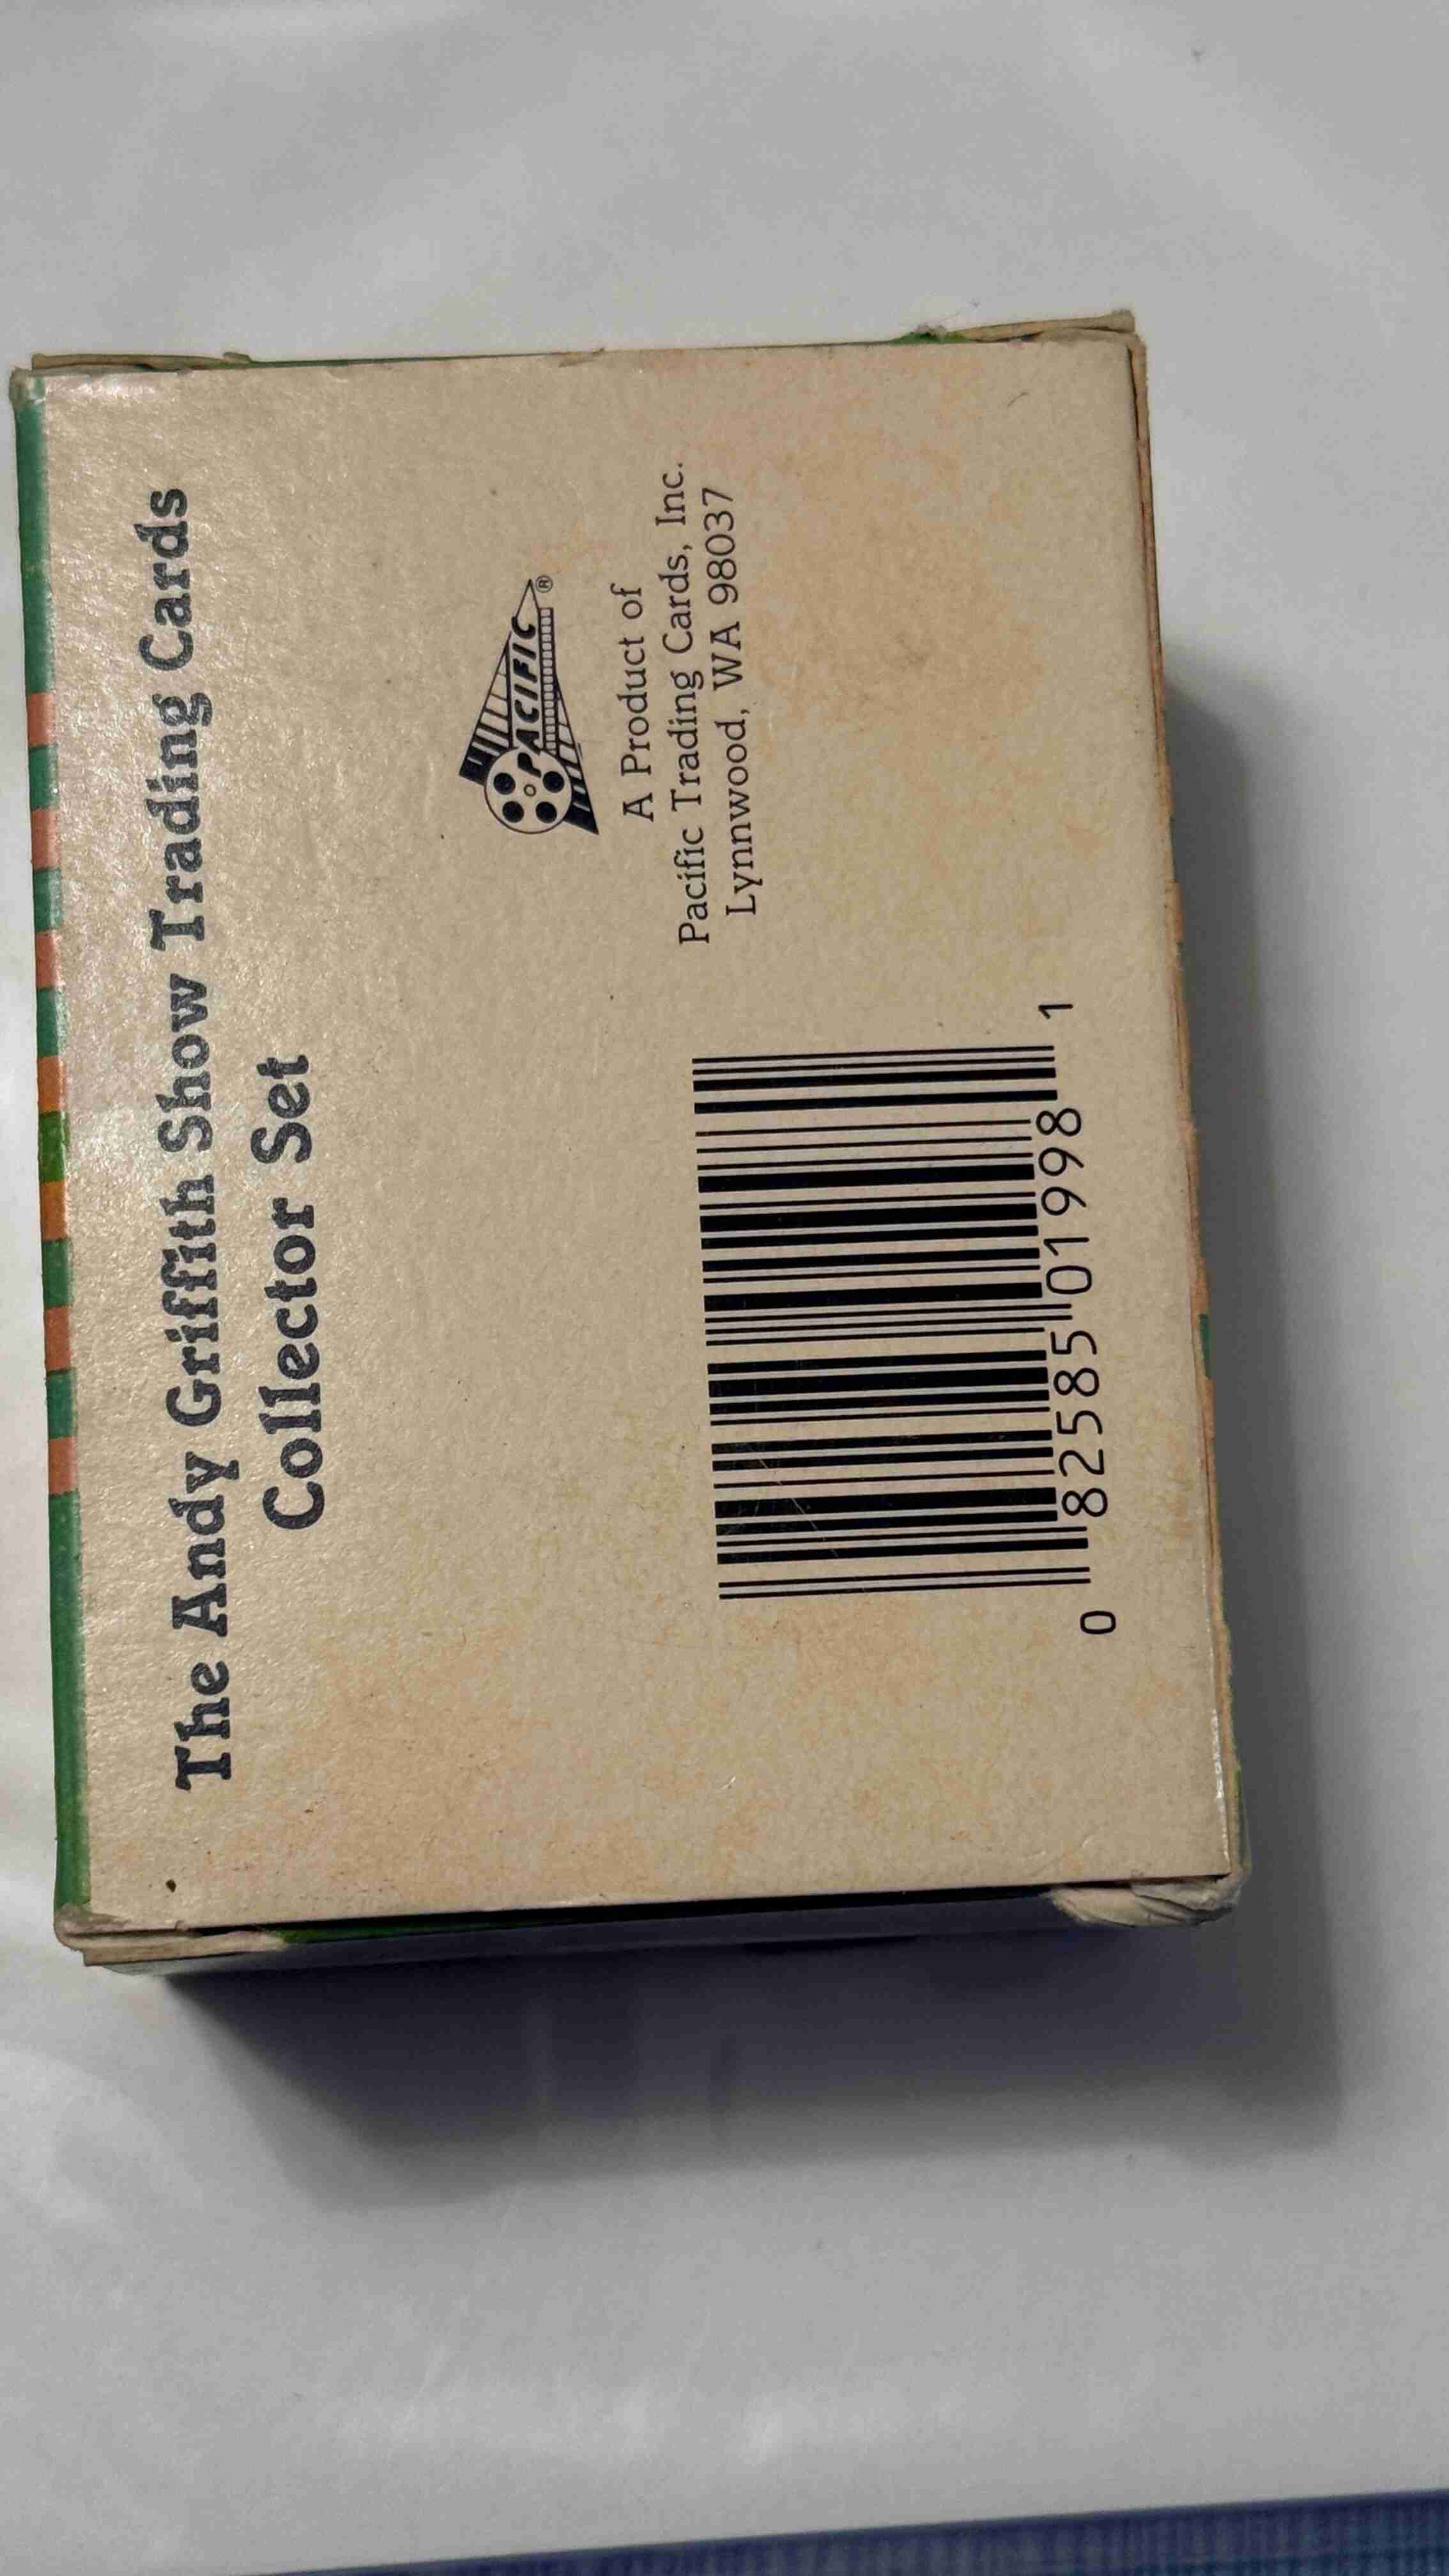 The Andy Griffith Show Trading Cards
Collector Set
PACIFIC®
A Product of
Pacific Trading Cards, Inc.
Lynnwood, WA 98037
0 82585 01998 1